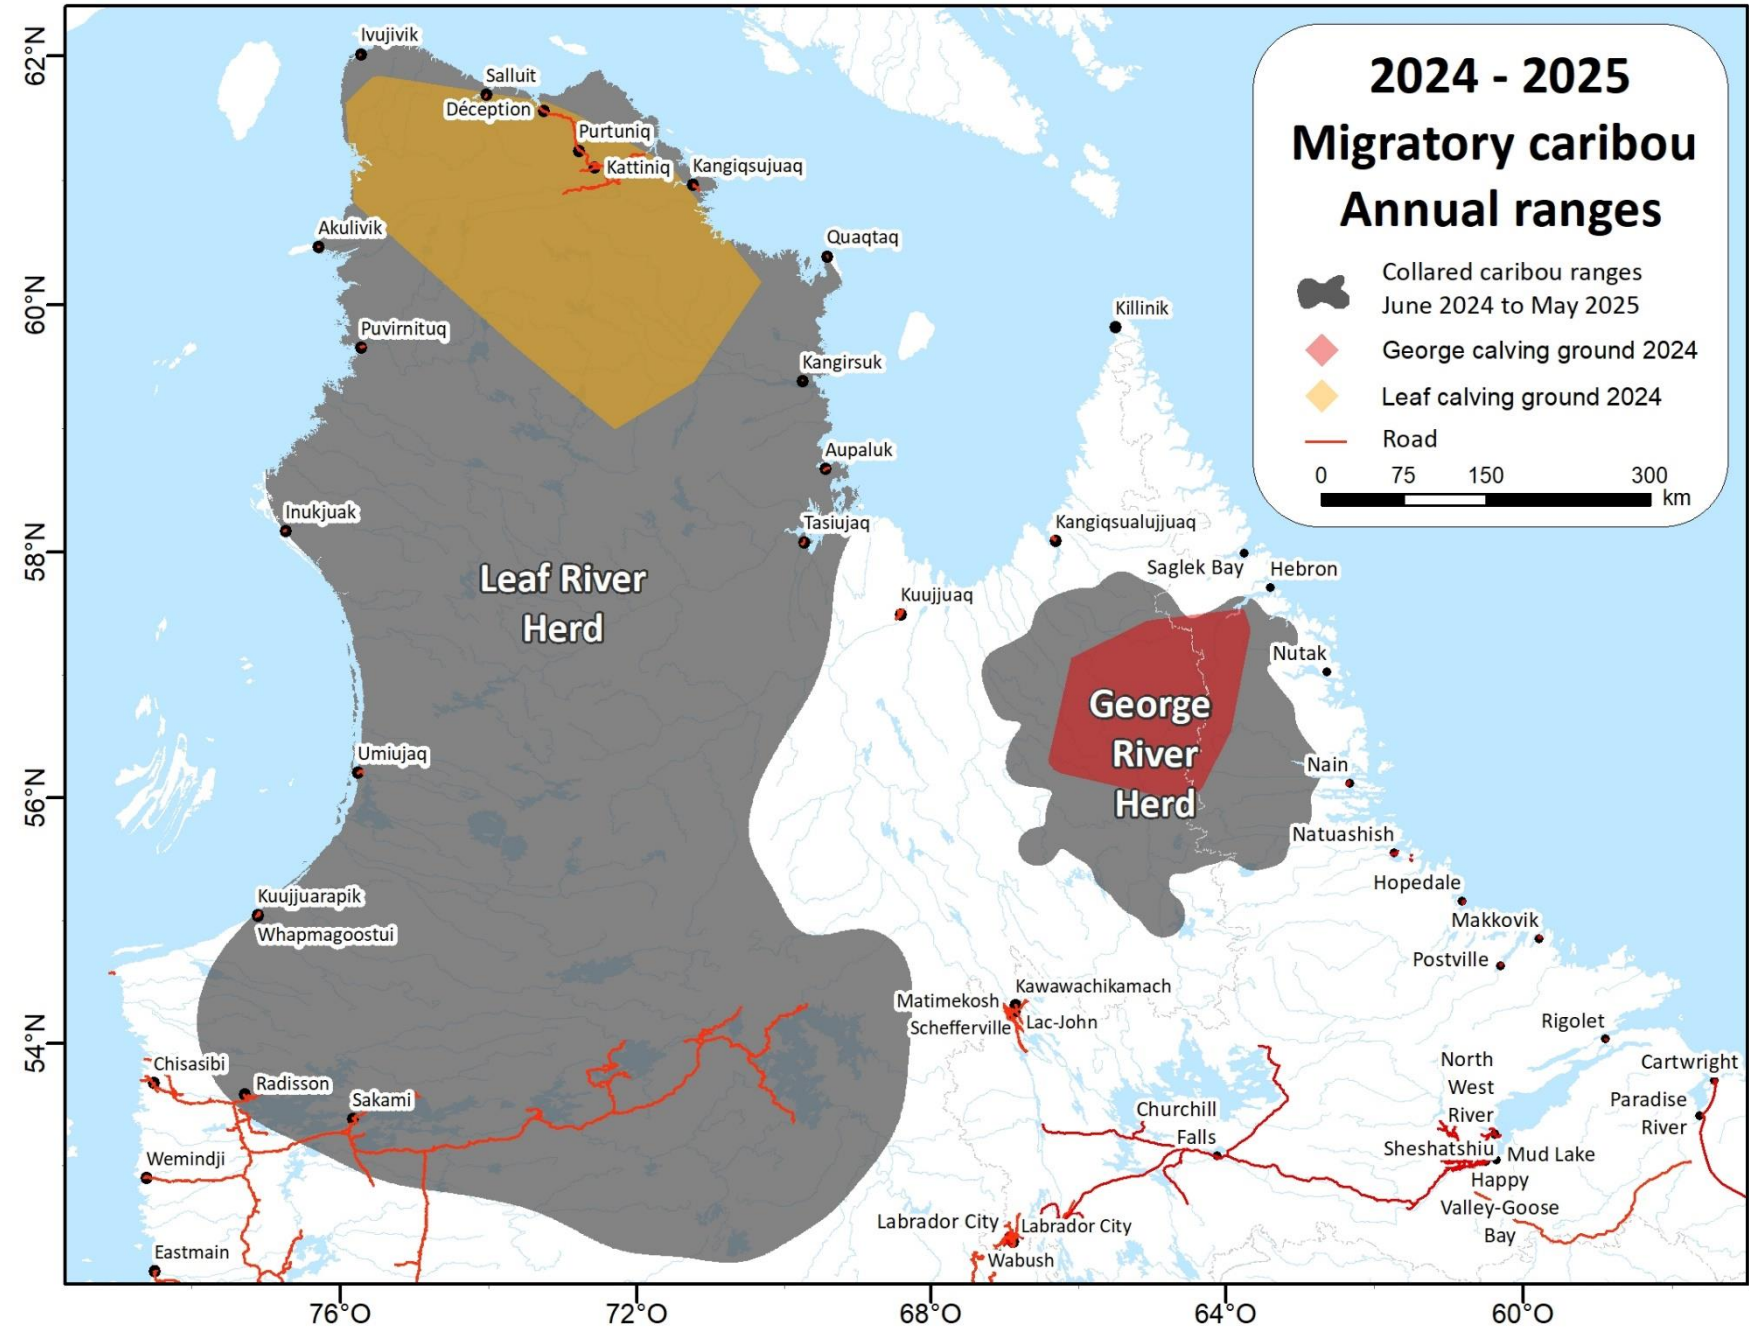 2024 - 2025
Migratory caribou
Annual ranges
Collared caribou ranges
June 2024 to May 2025
George calving ground 2024
Leaf calving ground 2024
Road
0 75 150 300
km
62°N
60°N
58°N
56°N
54°N
76°O
72°O
68°O
64°O
60°O
Ivujivik
Salluit
Déception
Purtuniq
Kattiniq
Kangiqsujuaq
Akulivik
Quaqtaq
Puvirnituq
Killinik
Kangirsuk
Aupaluk
Inukjuak
Tasiujaq
Kangiqsualujjuaq
Saglek Bay
Hebron
Leaf River
Herd
Kuujjuaq
Nutak
George
River
Herd
Umiujaq
Nain
Natuashish
Kuujjuarapik
Whapmagoostui
Hopedale
Makkovik
Postville
Kawawachikamach
Matimekosh
Schefferville
Lac-John
Rigolet
Chisasibi
Radisson
Sakami
North
West
River
Cartwright
Paradise
River
Churchill
Falls
Sheshatshiu
Mud Lake
Wemindji
Happy
Valley-Goose
Bay
Labrador City
Labrador City
Wabush
Eastmain